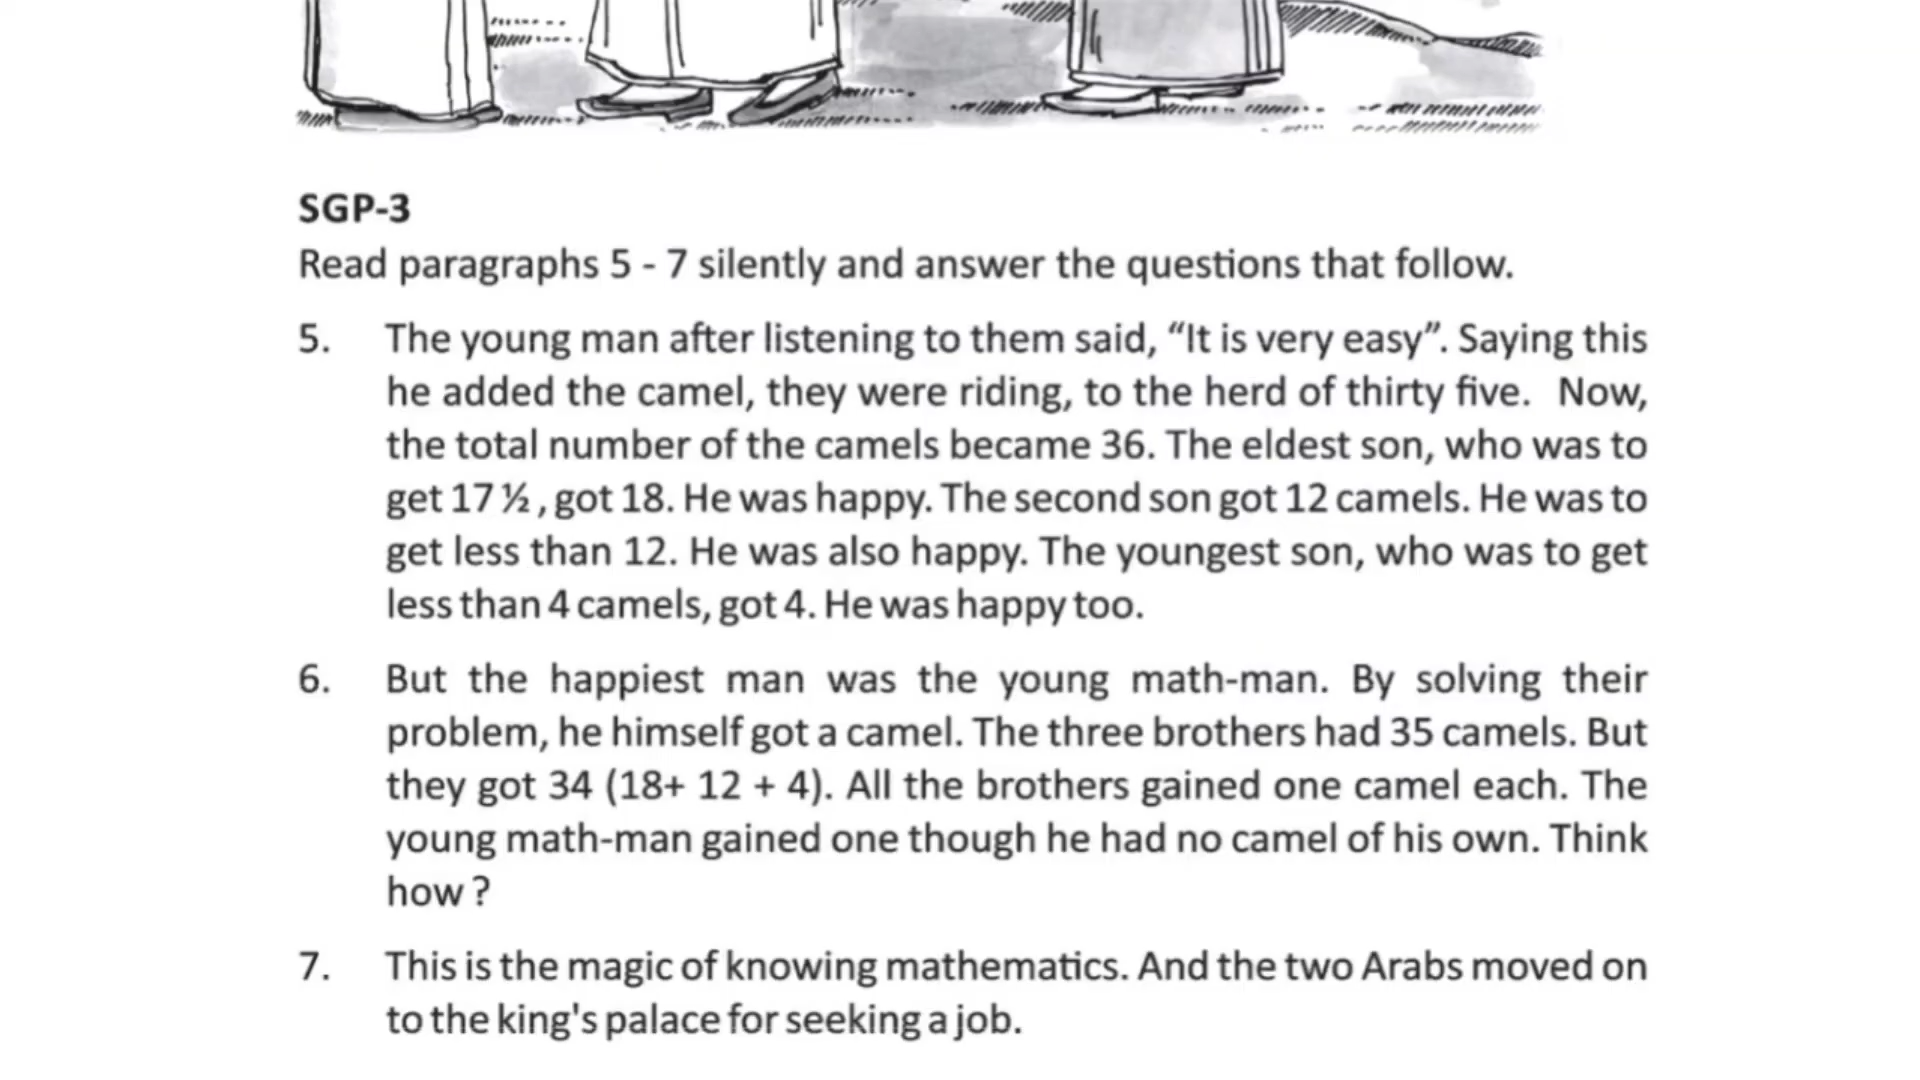 SGP-3
Read paragraphs 5 - 7 silently and answer the questions that follow.
5. The young man after listening to them said, “It is very easy”. Saying this
he added the camel, they were riding, to the herd of thirty five. Now,
the total number of the camels became 36. The eldest son, who was to
get 17 ½ , got 18. He was happy. The second son got 12 camels. He was to
get less than 12. He was also happy. The youngest son, who was to get
less than 4 camels, got 4. He was happy too.
6. But the happiest man was the young math-man. By solving their
problem, he himself got a camel. The three brothers had 35 camels. But
they got 34 (18+ 12 + 4). All the brothers gained one camel each. The
young math-man gained one though he had no camel of his own. Think
how ?
7. This is the magic of knowing mathematics. And the two Arabs moved on
to the king's palace for seeking a job.